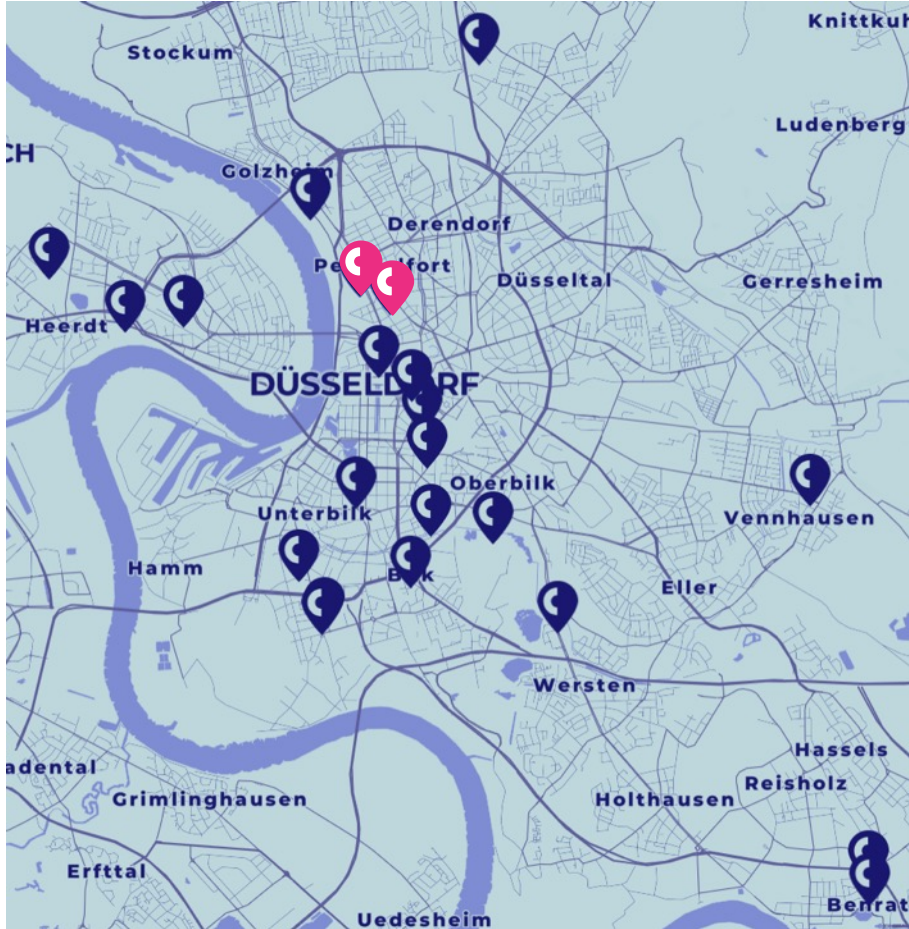 Knittkuh
Stockum
Ludenberg
CH
Golzheim
Derendorf
Düsseltal
Gerresheim
Heerdt
DÜSSELDORF
Oberbilk
Unterbilk
Vennhausen
Hamm
Eller
Wersten
Hassels
adental
Reisholz
Grimlinghausen
Holthausen
Erfttal
Benrat
Uedesheim